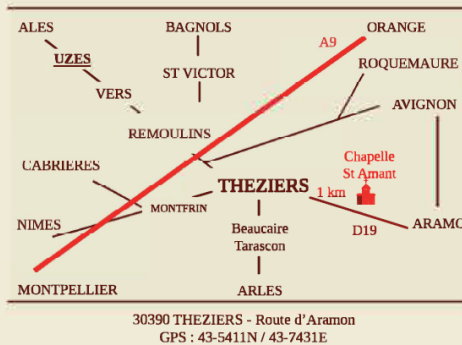 ALES
BAGNOLS
ORANGE
A9
UZES
ROQUEMAURE
ST VICTOR
VERS
AVIGNON
REMOULINS
Chapelle
St Amant
CABRIERES
THEZIERS
1 km
MONTFRIN
NIMES
Beaucaire
Tarascon
D19
ARAMO
MONTPELLIER
ARLES
30390 THEZIERS - Route d'Aramon
GPS : 43-5411N / 43-7431E